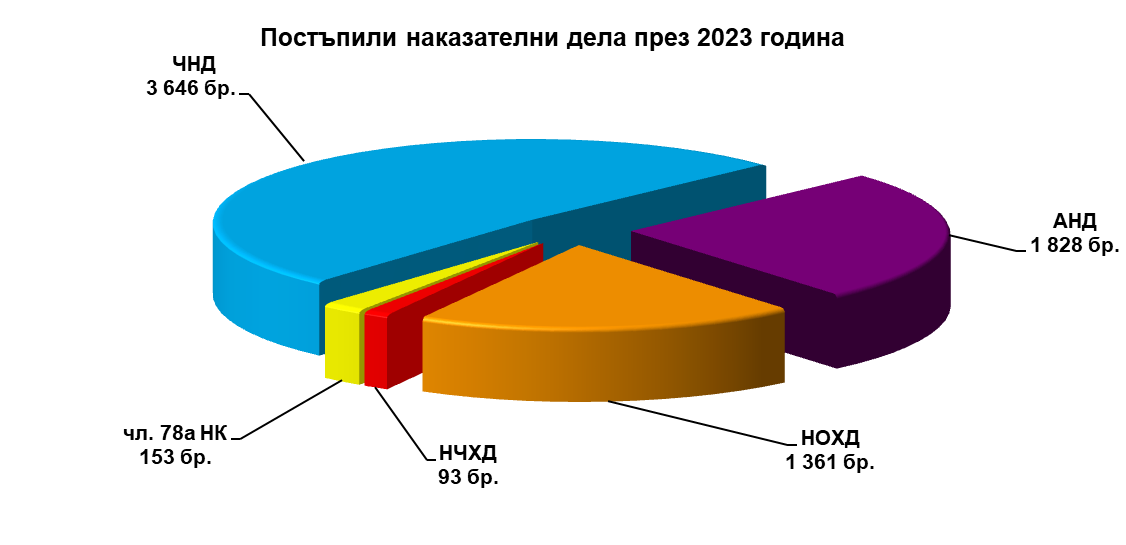 Постъпили наказателни дела през 2023 година
ЧНД
3 646 бр.
АНД
1 828 бр.
НОХД
1 361 бр.
НЧХД
93 бр.
чл. 78а НК
153 бр.